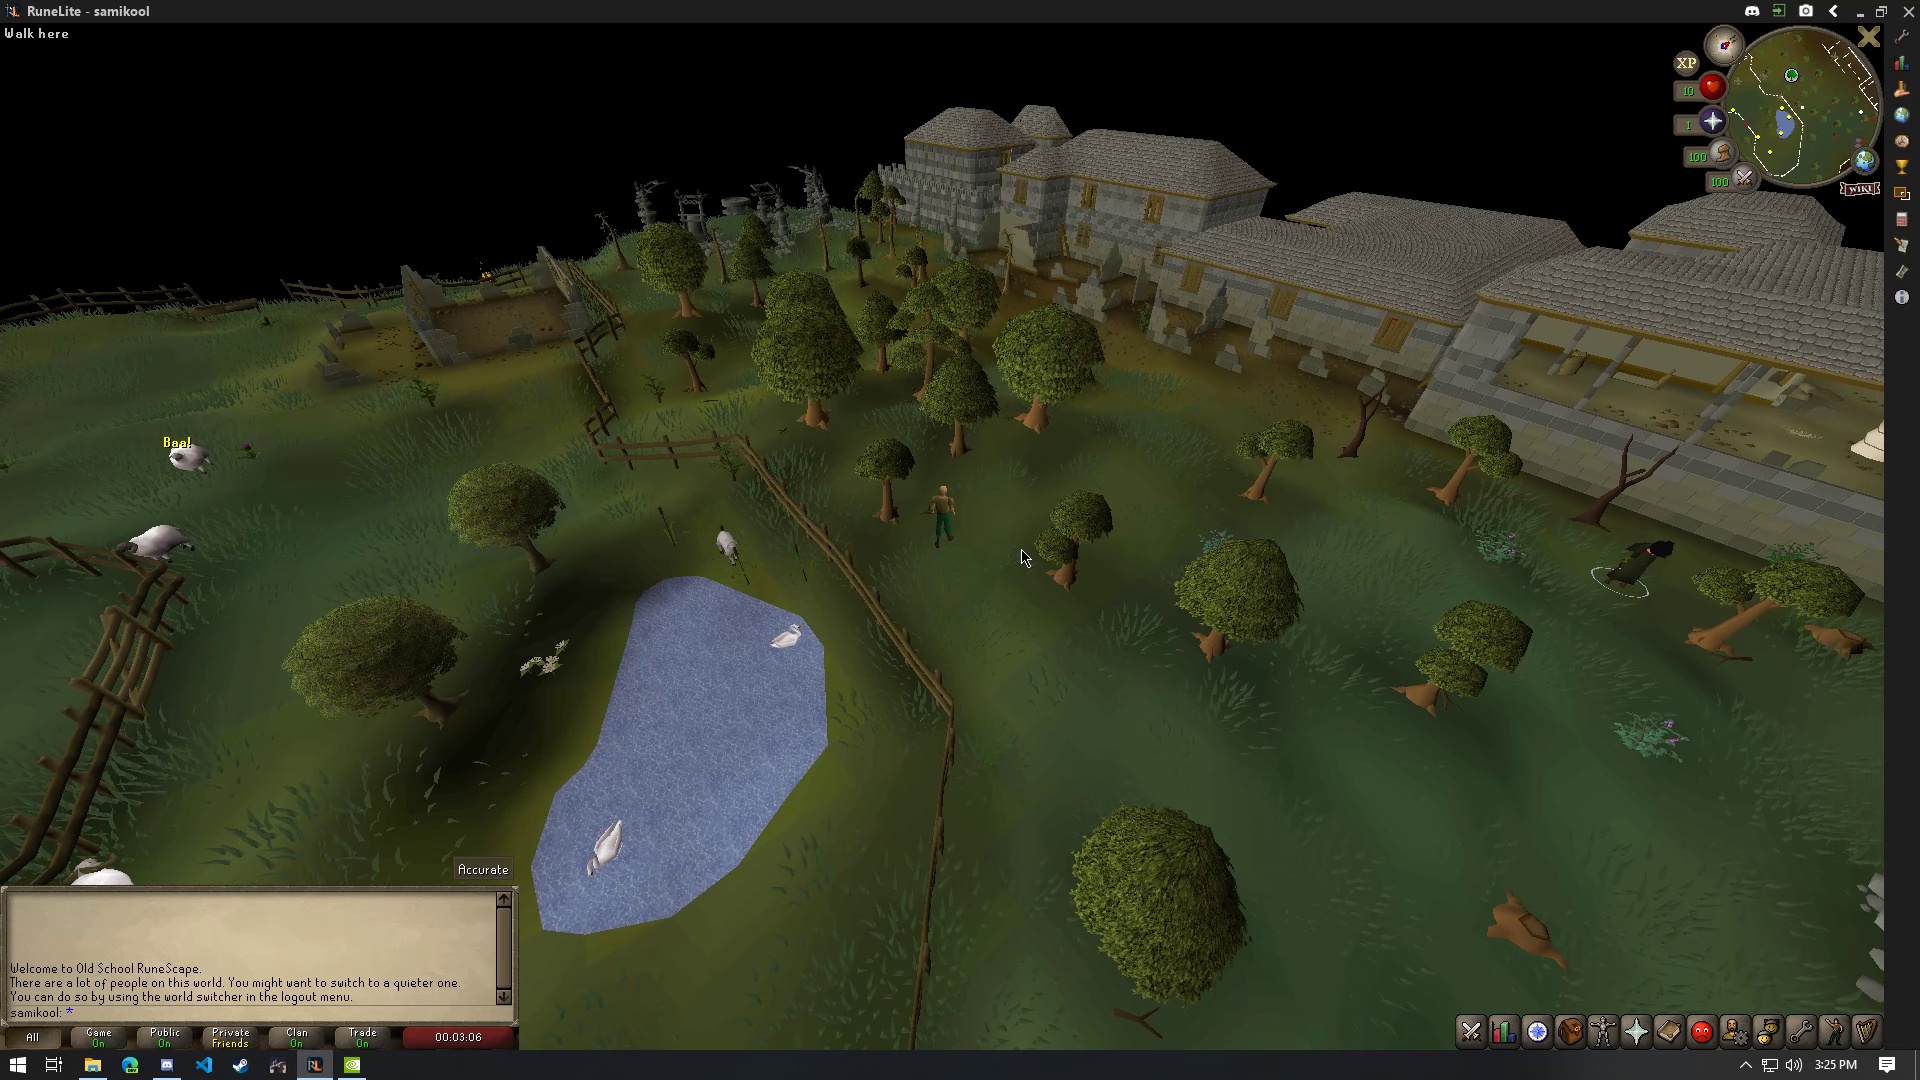 RuneLite - samikool
Walk here
XP
10
1
100
100
WIKI
Baa!
Accurate
Welcome to Old School RuneScape.
There are a lot of people on this world. You might want to switch to a quieter one.
You can do so by using the world switcher in the logout menu.
samikool: *
All
Game
On
Public
On
Private
Friends
Clan
On
Trade
On
00:03:06
3:25 PM